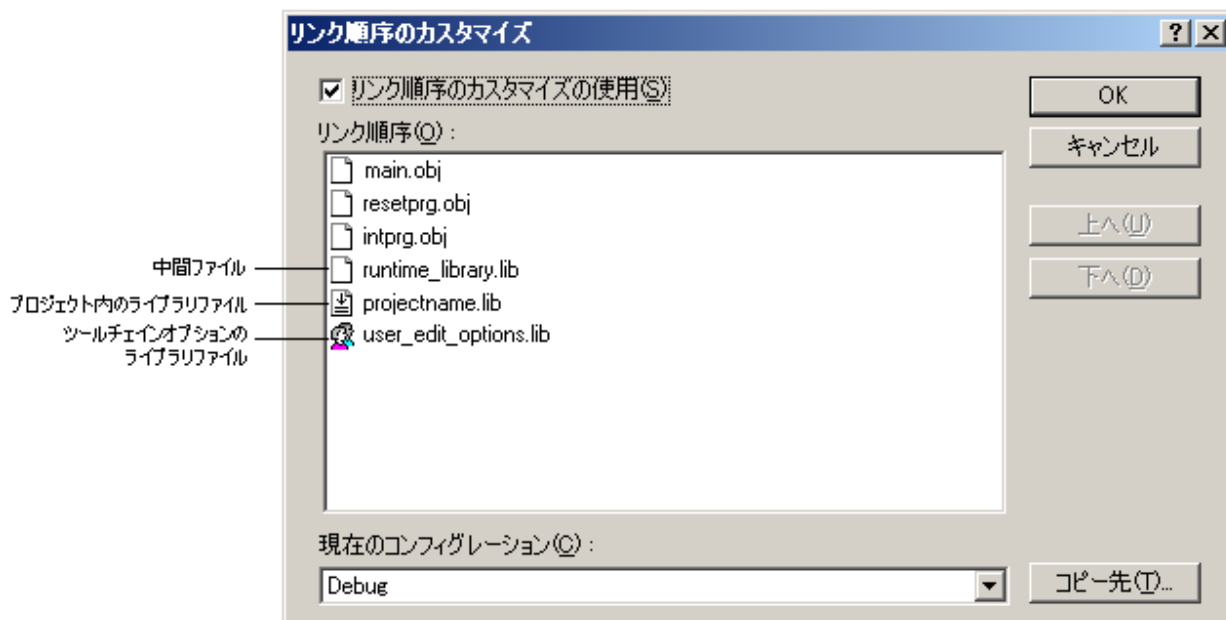 リンク順序のカスタマイズ
リンク順序のカスタマイズの使用(S)
リンク順序(O) :
main.obj
resetprg.obj
intprg.obj
runtime_library.lib
projectname.lib
user_edit_options.lib
中間ファイル
プロジェクト内のライブラリファイル
ツールチェインオプションの
ライブラリファイル
OK
キャンセル
上へ(U)
下へ(D)
現在のコンフィグレーション(C) :
Debug
コピー先(T)...